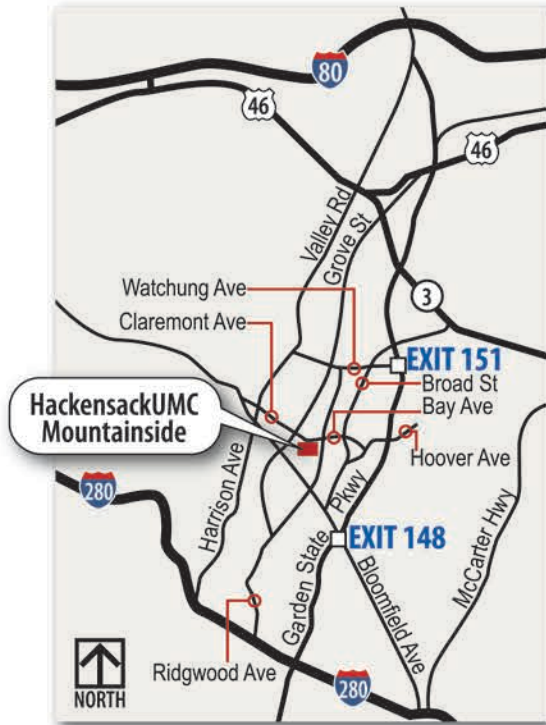 80
46
46
Valley Rd
Grove St
3
Watchung Ave
Claremont Ave
EXIT 151
Broad St
Bay Ave
HackensackUMC
Mountainside
Hoover Ave
280
Harrison Ave
Pkwy
McCarter Hwy
EXIT 148
Garden State
Bloomfield Ave
Ridgwood Ave
280
NORTH